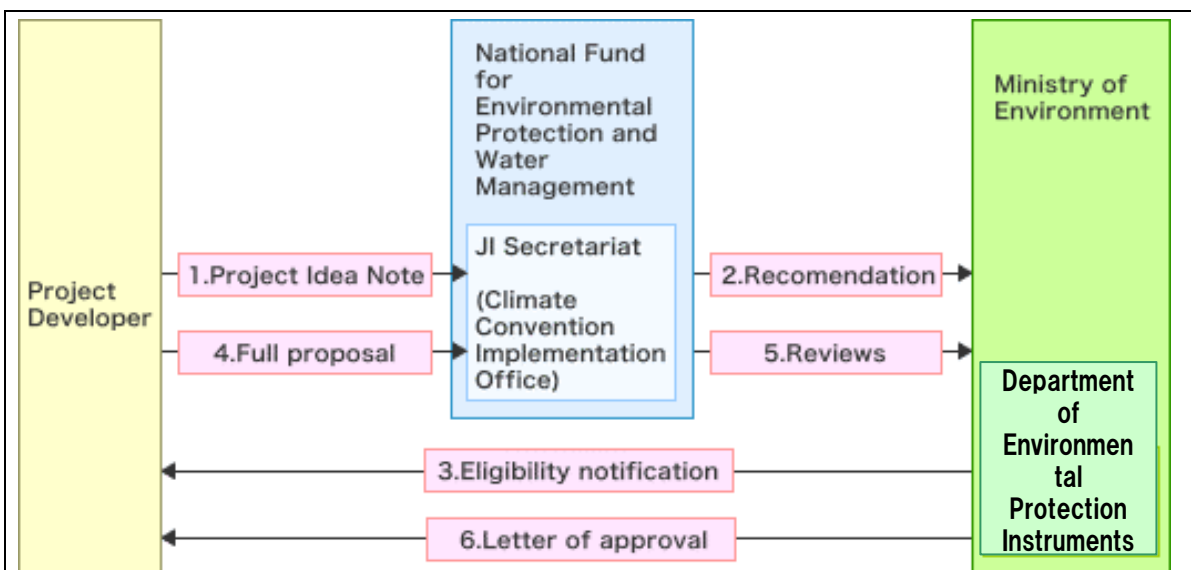 National Fund
for
Environmental
Protection and
Water
Management
Ministry of
Environment
JI Secretariat
(Climate
Convention
Implementation
Office)
Project
Developer
1.Project Idea Note
2.Recomendation
4.Full proposal
5.Reviews
Department
of
Environmen
tal
Protection
Instruments
3.Eligibility notification
6.Letter of approval